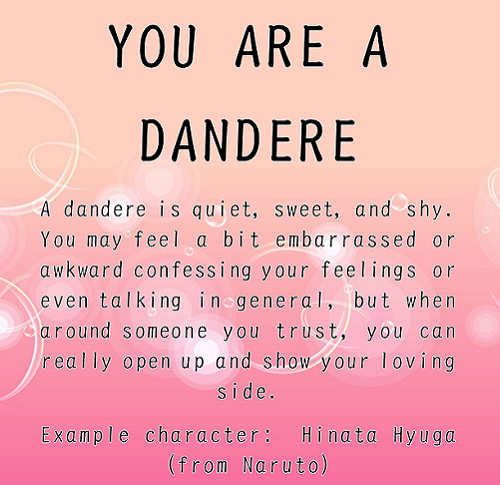 YOU ARE A
DANDERE
A dandere is quiet, sweet, and shy.
You may feel a bit embarrassed or
awkward confessing your feelings or
even talking in general, but when
around someone you trust, you can
really open up and show your loving
side.
Example character: Hinata Hyuga
(from Naruto)